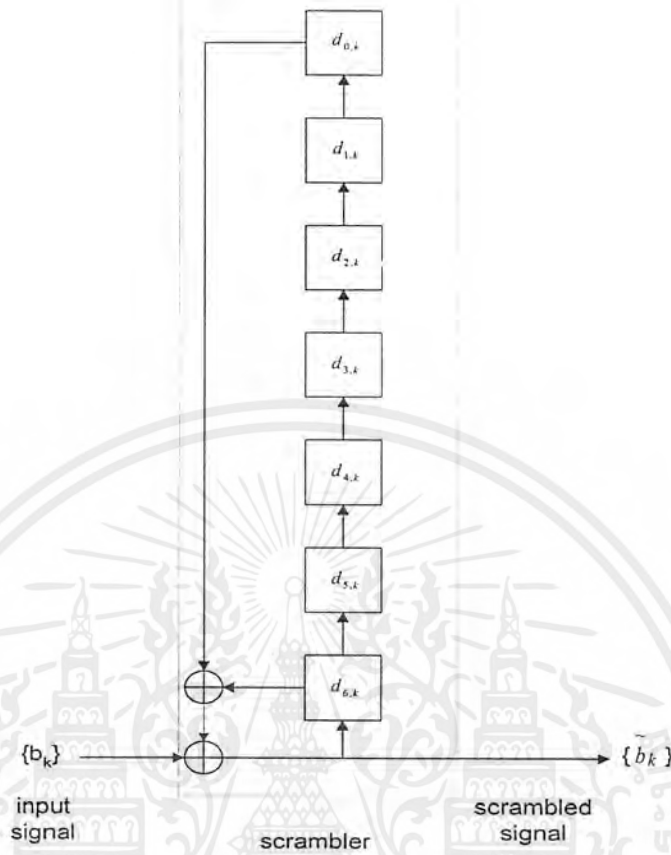 d₀,ₖ
d₁,ₖ
d₂,ₖ
d₃,ₖ
d₄,ₖ
d₅,ₖ
d₆,ₖ
{bₖ}
{b̃ₖ}
input
signal
scrambler
scrambled
signal